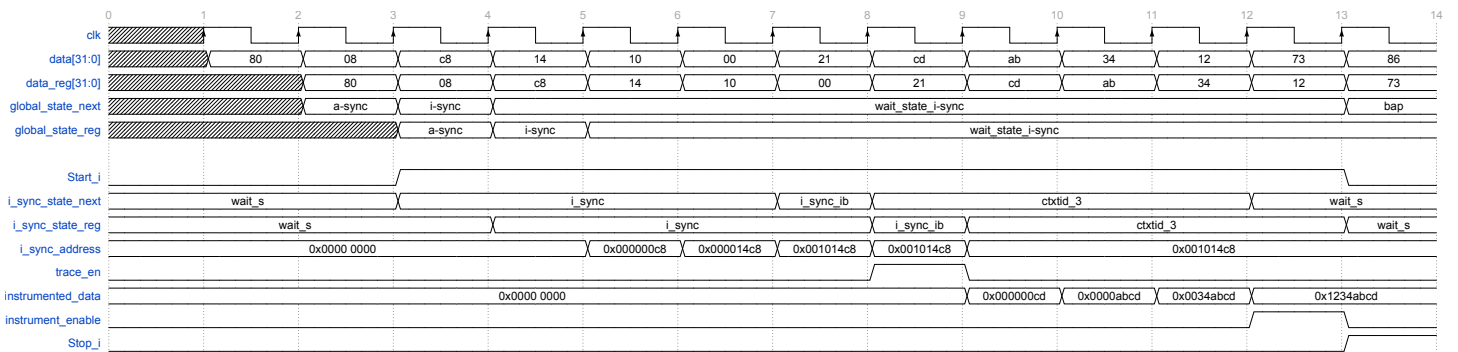 0 1 2 3 4 5 6 7 8 9 10 11 12 13 14
clk
data[31:0] 80 08 c8 14 10 00 21 cd ab 34 12 73 86
data_reg[31:0] 80 08 c8 14 10 00 21 cd ab 34 12 73
global_state_next a-sync i-sync wait_state_i-sync bap
global_state_reg a-sync i-sync wait_state_i-sync
Start_i
i_sync_state_next wait_s i_sync i_sync_ib ctxtid_3 wait_s
i_sync_state_reg wait_s i_sync i_sync_ib ctxtid_3 wait_s
i_sync_address 0x0000 0000 0x000000c8 0x000014c8 0x001014c8 0x001014c8 0x001014c8
trace_en
instrumented_data 0x0000 0000 0x000000cd 0x0000abcd 0x0034abcd 0x1234abcd
instrument_enable
Stop_i